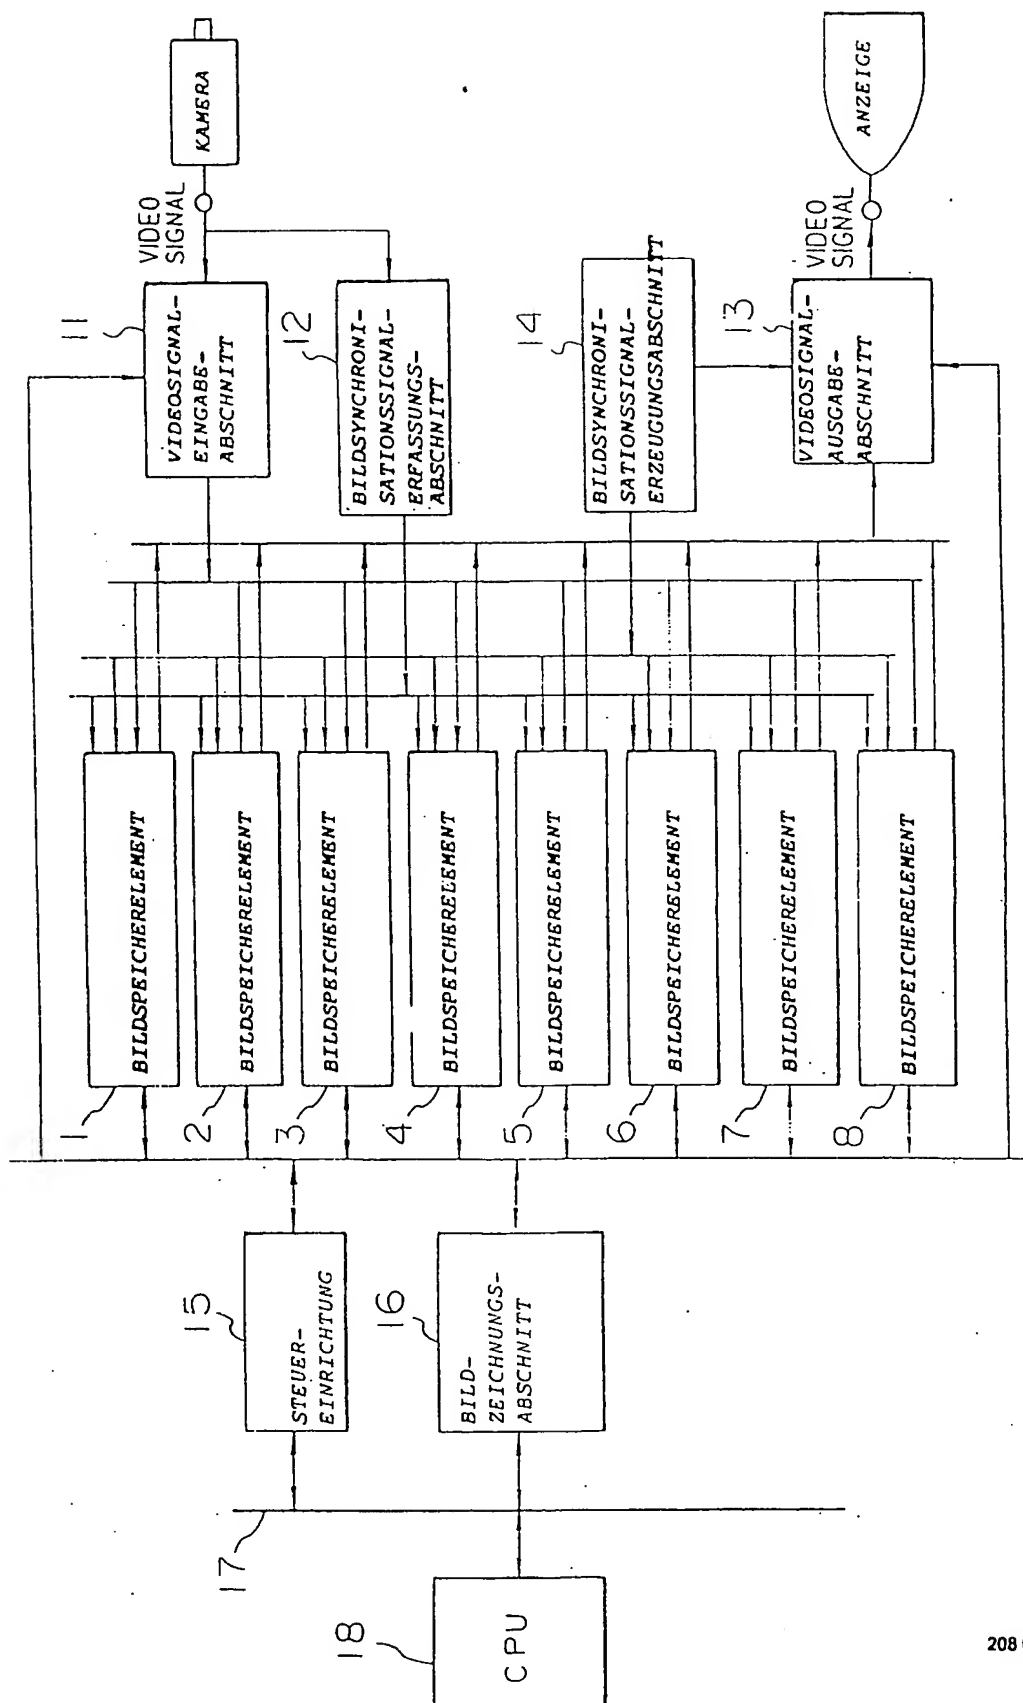 KAMERA
VIDEO
SIGNAL
11
VIDEOSIGNAL-
EINGABE-
ABSCHNITT
12
BILDSYNCHRONI-
SATIONSSIGNAL-
ERFASSUNGS-
ABSCHNITT
14
BILDSYNCHRONI-
SATIONSSIGNAL-
ERZEUGUNGSABSCHNITT
13
VIDEOSIGNAL-
AUSGABE-
ABSCHNITT
VIDEO
SIGNAL
ANZEIGE
1
BILDSPEICHERELEMENT
2
BILDSPEICHERELEMENT
3
BILDSPEICHERELEMENT
4
BILDSPEICHERELEMENT
5
BILDSPEICHERELEMENT
6
BILDSPEICHERELEMENT
7
BILDSPEICHERELEMENT
8
BILDSPEICHERELEMENT
15
STEUER-
EINRICHTUNG
16
BILD-
ZEICHNUNGS-
ABSCHNITT
17
18
CPU
208